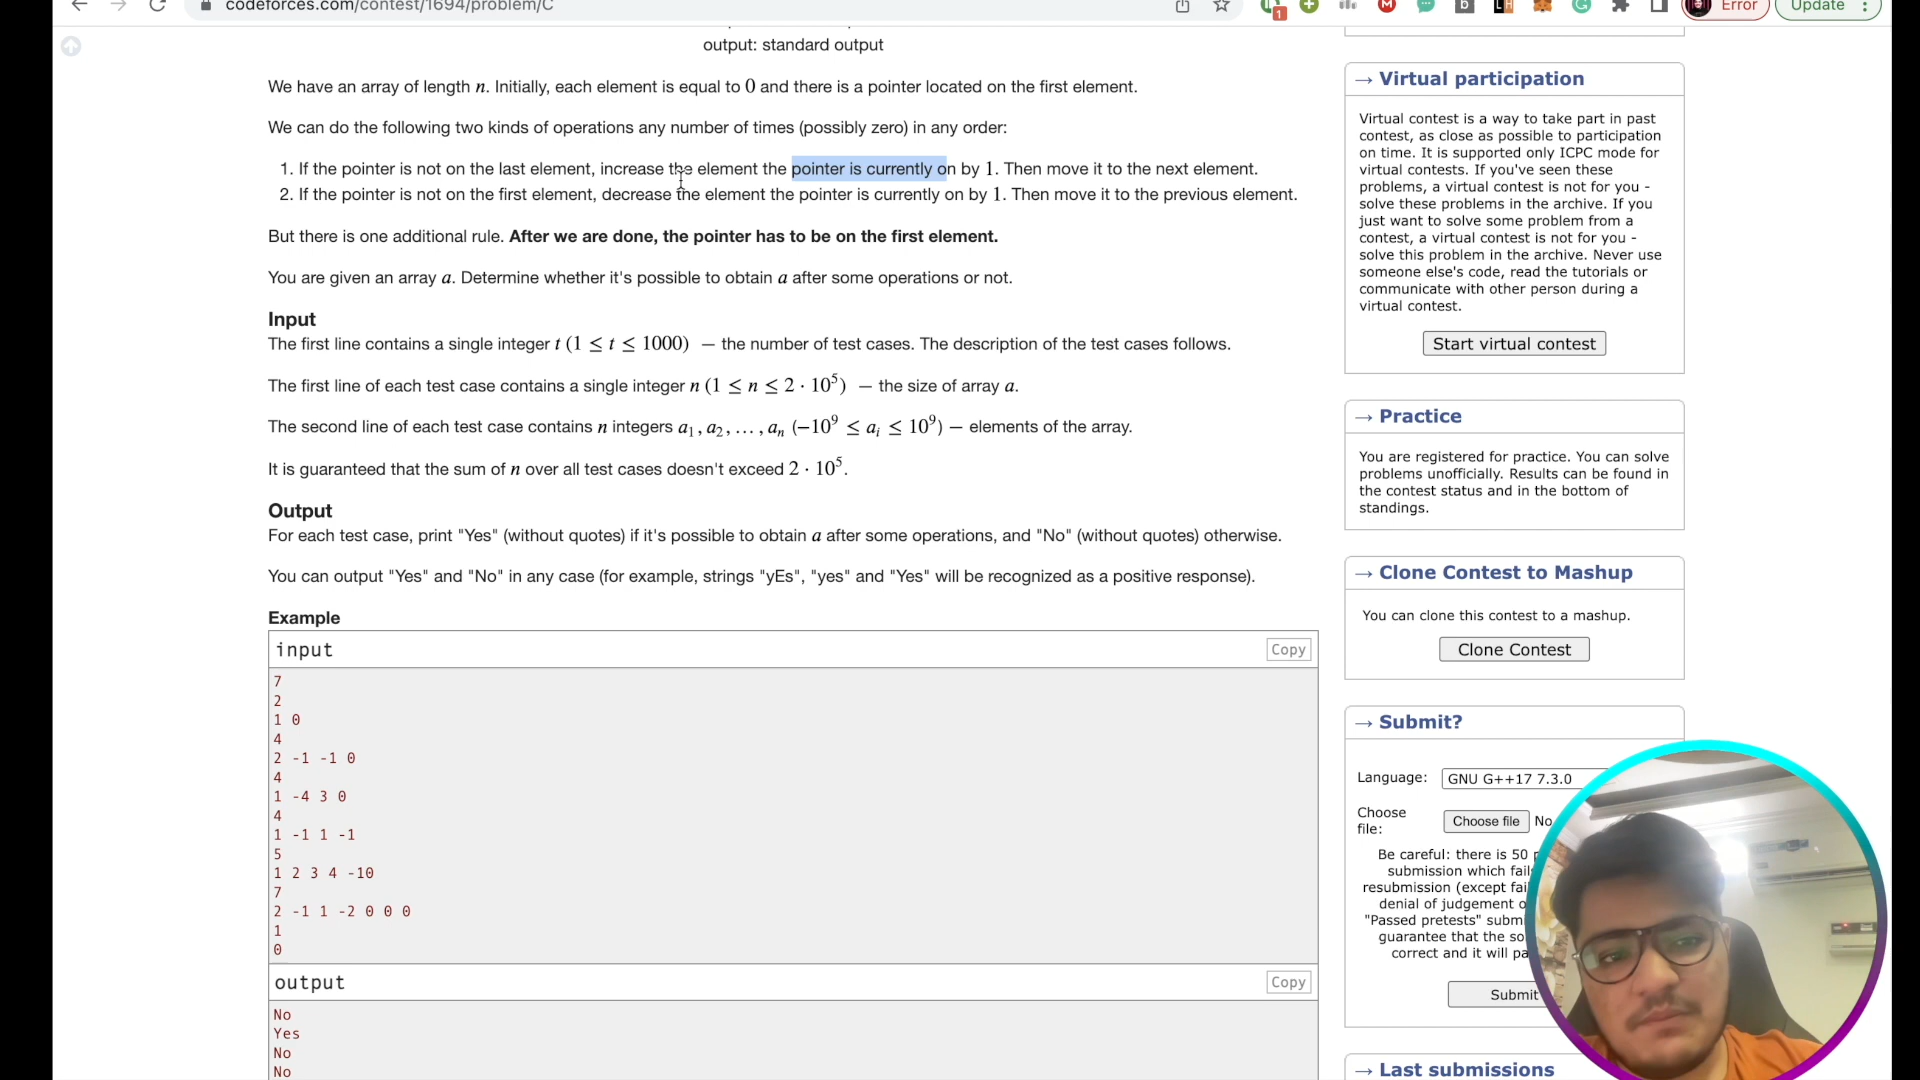 codeforces.com/contest/1694/problem/C
1
Error
Update
output: standard output
We have an array of length n. Initially, each element is equal to 0 and there is a pointer located on the first element.
We can do the following two kinds of operations any number of times (possibly zero) in any order:
1. If the pointer is not on the last element, increase the element the pointer is currently on by 1. Then move it to the next element.
2. If the pointer is not on the first element, decrease the element the pointer is currently on by 1. Then move it to the previous element.
But there is one additional rule. After we are done, the pointer has to be on the first element.
You are given an array a. Determine whether it's possible to obtain a after some operations or not.
Input
The first line contains a single integer t (1 ≤ t ≤ 1000) — the number of test cases. The description of the test cases follows.
The first line of each test case contains a single integer n (1 ≤ n ≤ 2 · 10⁵) — the size of array a.
The second line of each test case contains n integers a₁, a₂, …, aₙ (−10⁹ ≤ aᵢ ≤ 10⁹) — elements of the array.
It is guaranteed that the sum of n over all test cases doesn't exceed 2 · 10⁵.
Output
For each test case, print "Yes" (without quotes) if it's possible to obtain a after some operations, and "No" (without quotes) otherwise.
You can output "Yes" and "No" in any case (for example, strings "yEs", "yes" and "Yes" will be recognized as a positive response).
Example
input
Copy
7
2
1 0
4
2 -1 -1 0
4
1 -4 3 0
4
1 -1 1 -1
5
1 2 3 4 -10
7
2 -1 1 -2 0 0 0
1
0
output
Copy
No
Yes
No
No
→ Virtual participation
Virtual contest is a way to take part in past
contest, as close as possible to participation
on time. It is supported only ICPC mode for
virtual contests. If you've seen these
problems, a virtual contest is not for you -
solve these problems in the archive. If you
just want to solve some problem from a
contest, a virtual contest is not for you -
solve this problem in the archive. Never use
someone else's code, read the tutorials or
communicate with other person during a
virtual contest.
Start virtual contest
→ Practice
You are registered for practice. You can solve
problems unofficially. Results can be found in
the contest status and in the bottom of
standings.
→ Clone Contest to Mashup
You can clone this contest to a mashup.
Clone Contest
→ Submit?
Language: GNU G++17 7.3.0
Choose
file:
Choose file No
Be careful: there is 50
submission which
resubmission (except
denial of judgement
"Passed pretests"
guarantee that the
correct and it will
Submit
→ Last submissions